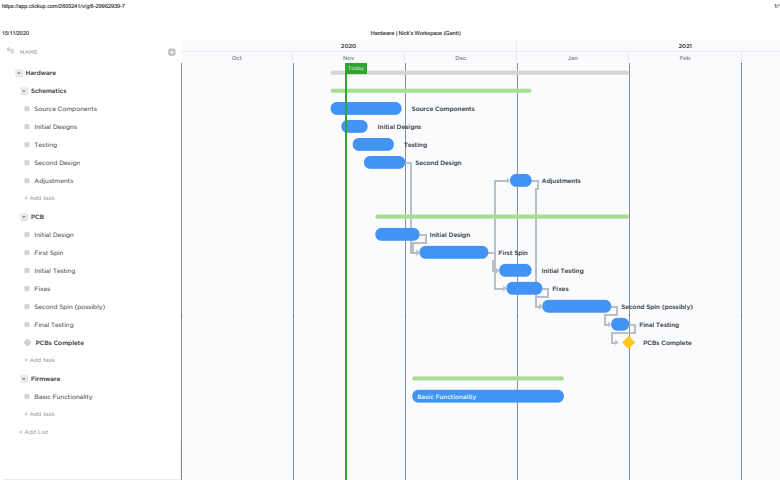 https://app.clickup.com/2605241/v/g/6-29962939-7
15/11/2020
Hardware | Nick's Workspace (Gantt)
NAME
2020
2021
Oct
Nov
Dec
Jan
Feb
Today
Hardware
Schematics
Source Components
Source Components
Initial Designs
Initial Designs
Testing
Testing
Second Design
Second Design
Adjustments
Adjustments
+ Add task
PCB
Initial Design
Initial Design
First Spin
First Spin
Initial Testing
Initial Testing
Fixes
Fixes
Second Spin (possibly)
Second Spin (possibly)
Final Testing
Final Testing
PCBs Complete
PCBs Complete
+ Add task
Firmware
Basic Functionality
Basic Functionality
+ Add task
+ Add List